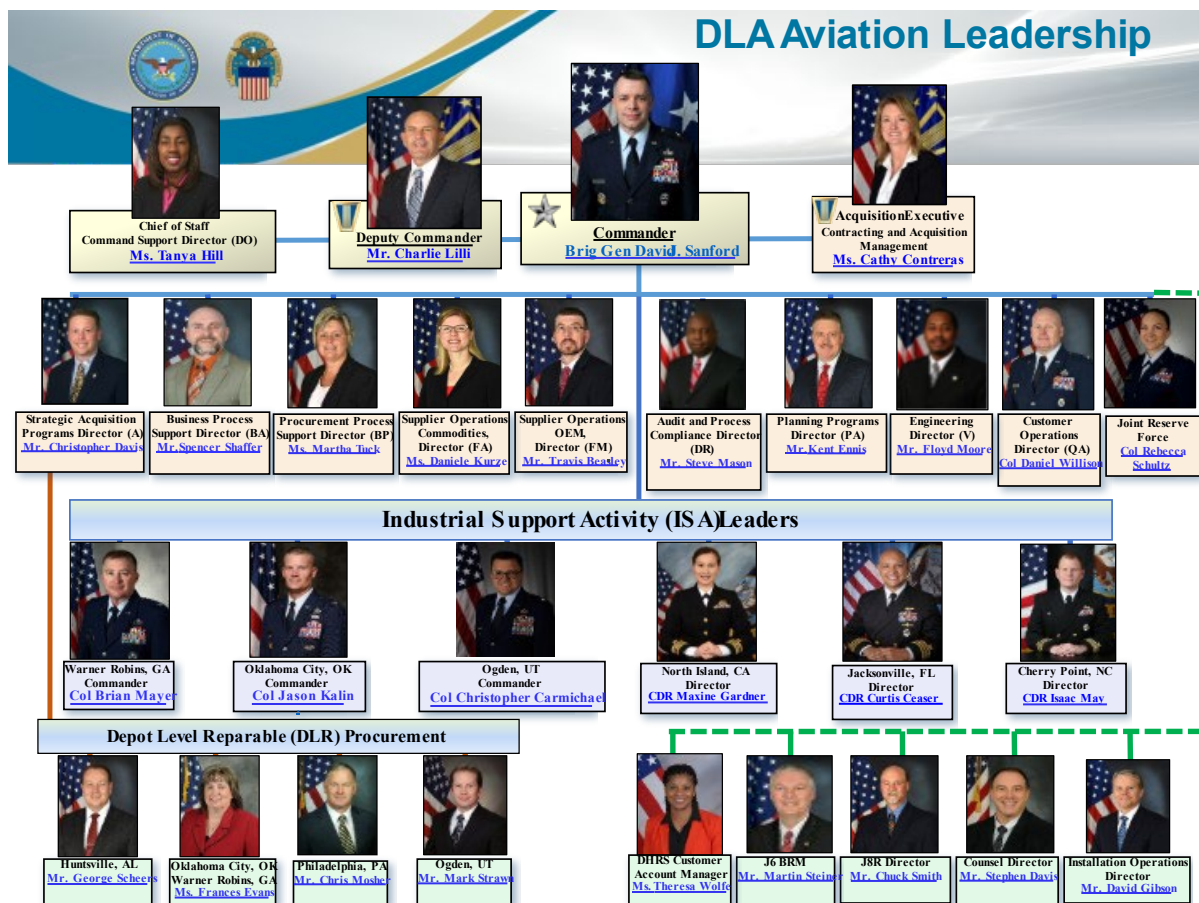 DLA Aviation Leadership
Chief of Staff
Command Support Director (DO)
Ms. Tanya Hill
Deputy Commander
Mr. Charlie Lilli
Commander
Brig Gen David J. Sanford
Acquisition Executive
Contracting and Acquisition
Management
Ms. Cathy Contreras
Strategic Acquisition
Programs Director (A)
Mr. Christopher Davis
Business Process
Support Director (BA)
Mr. Spencer Shaffer
Procurement Process
Support Director (BP)
Ms. Martha Tuck
Supplier Operations
Commodities,
Director (FA)
Ms. Daniele Kurze
Supplier Operations
OEM,
Director (FM)
Mr. Travis Beasley
Audit and Process
Compliance Director
(DR)
Mr. Steve Mason
Planning Programs
Director (PA)
Mr. Kent Ennis
Engineering
Director (V)
Mr. Floyd Moore
Customer
Operations
Director (QA)
Col Daniel Willison
Joint Reserve
Force
Col Rebecca
Schultz
Industrial Support Activity (ISA)Leaders
Warner Robins, GA
Commander
Col Brian Mayer
Oklahoma City, OK
Commander
Col Jason Kalin
Ogden, UT
Commander
Col Christopher Carmichael
North Island, CA
Director
CDR Maxine Gardner
Jacksonville, FL
Director
CDR Curtis Ceaser
Cherry Point, NC
Director
CDR Isaac May
Depot Level Reparable (DLR) Procurement
Huntsville, AL
Mr. George Scheers
Oklahoma City, OK
Warner Robins, GA
Ms. Frances Evans
Philadelphia, PA
Mr. Chris Mosher
Ogden, UT
Mr. Mark Strawn
DHRS Customer
Account Manager
Ms. Theresa Wolfe
J6 BRM
Mr. Martin Steiner
J8R Director
Mr. Chuck Smith
Counsel Director
Mr. Stephen Davis
Installation Operations
Director
Mr. David Gibson